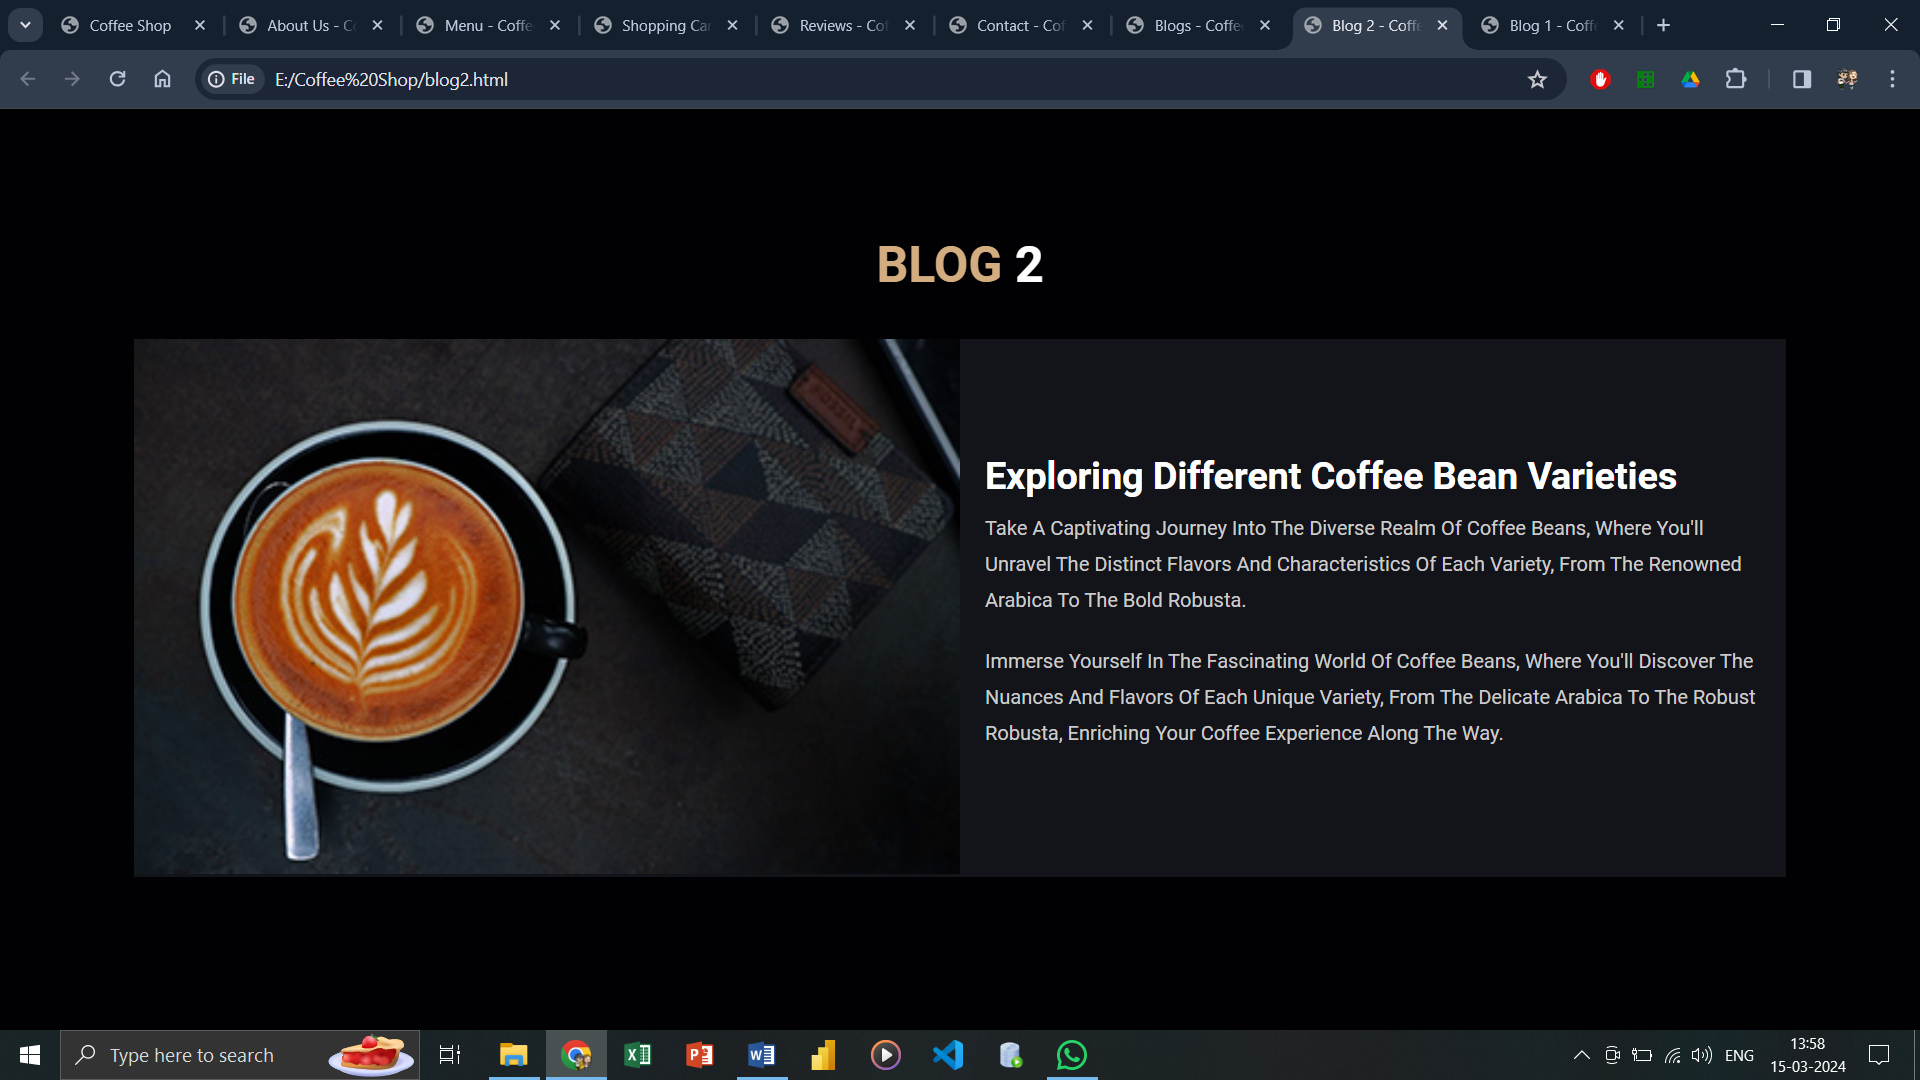 Coffee Shop
About Us - Co
Menu - Coffe
Shopping Car
Reviews - Cof
Contact - Cof
Blogs - Coffe
Blog 2 - Coffe
Blog 1 - Coff
File
E:/Coffee%20Shop/blog2.html
BLOG 2
Exploring Different Coffee Bean Varieties
Take A Captivating Journey Into The Diverse Realm Of Coffee Beans, Where You'll
Unravel The Distinct Flavors And Characteristics Of Each Variety, From The Renowned
Arabica To The Bold Robusta.
Immerse Yourself In The Fascinating World Of Coffee Beans, Where You'll Discover The
Nuances And Flavors Of Each Unique Variety, From The Delicate Arabica To The Robust
Robusta, Enriching Your Coffee Experience Along The Way.
Type here to search
ENG
13:58
15-03-2024